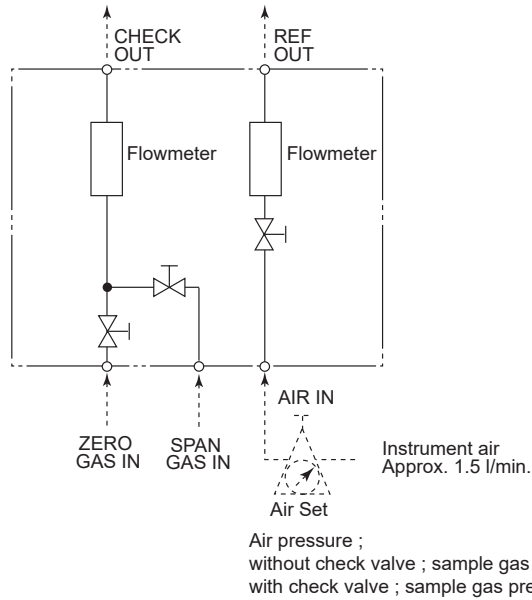 CHECK
OUT
REF
OUT
Flowmeter
Flowmeter
AIR IN
ZERO
GAS IN
SPAN
GAS IN
Instrument air
Approx. 1.5 l/min.
Air Set
Air pressure ;
without check valve ; sample gas
with check valve ; sample gas pre